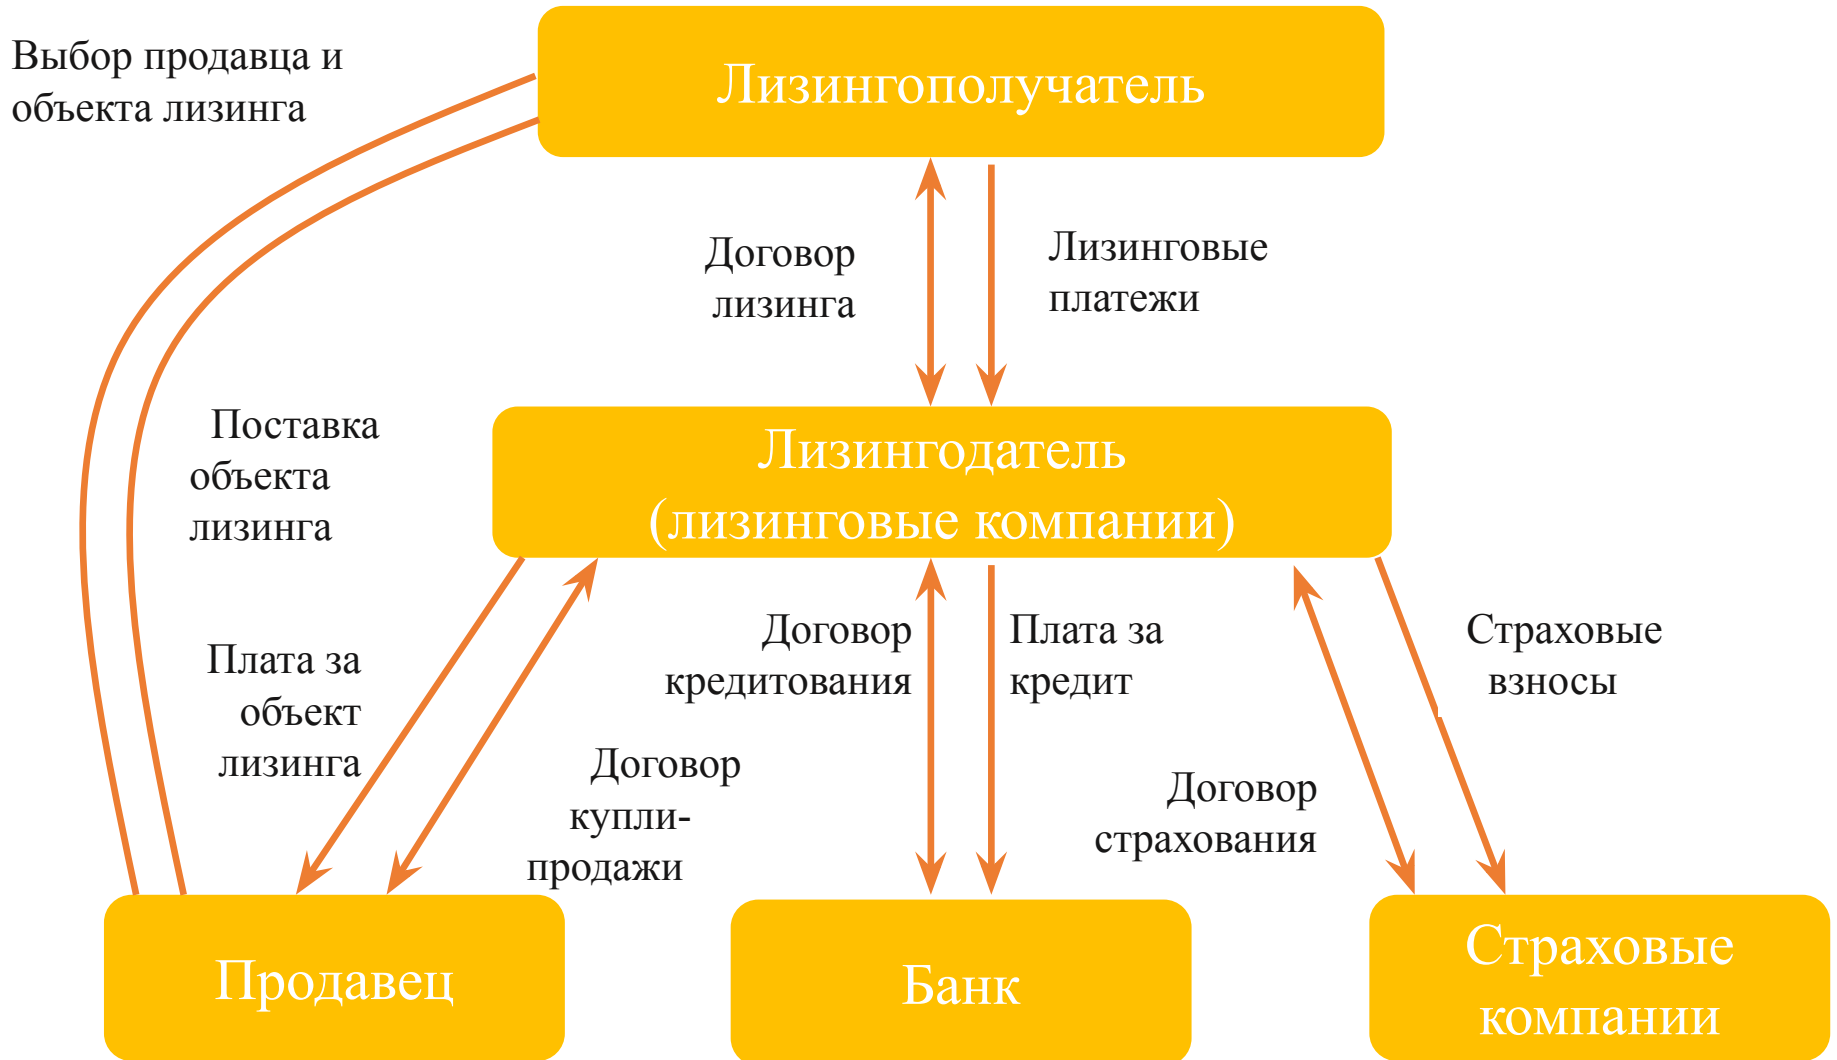 Выбор продавца и
объекта лизинга
Лизингополучатель
Договор
лизинга
Лизинговые
платежи
Поставка
объекта
лизинга
Лизингодатель
(лизинговые компании)
Плата за
объект
лизинга
Договор
купли-
продажи
Договор
кредитования
Плата за
кредит
Договор
страхования
Страховые
взносы
Продавец
Банк
Страховые
компании